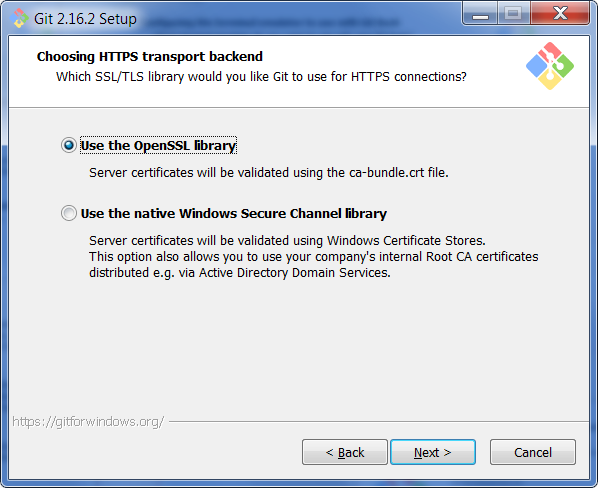 Git 2.16.2 Setup
Choosing HTTPS transport backend
Which SSL/TLS library would you like Git to use for HTTPS connections?
Use the OpenSSL library
Server certificates will be validated using the ca-bundle.crt file.
Use the native Windows Secure Channel library
Server certificates will be validated using Windows Certificate Stores.
This option also allows you to use your company's internal Root CA certificates
distributed e.g. via Active Directory Domain Services.
https://gitforwindows.org/
< Back
Next >
Cancel